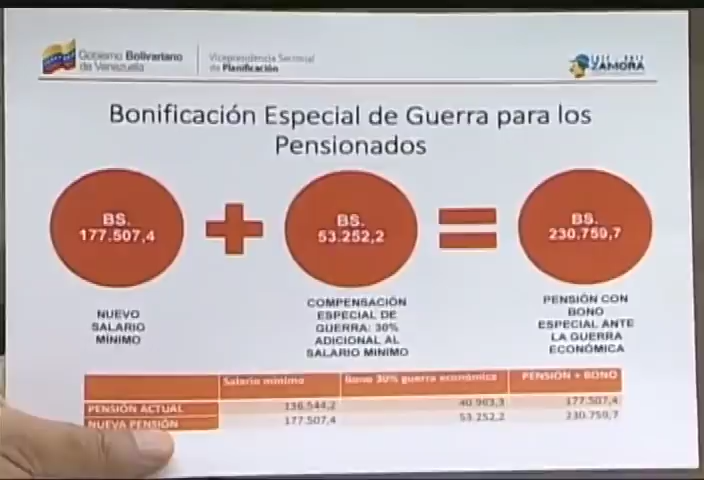 Gobierno Bolivariano
de Venezuela
Vicepresidencia Sectorial
de Planificación
ZAMORA
Bonificación Especial de Guerra para los
Pensionados
BS.
177.507,4
BS.
53.252,2
BS.
230.759,7
NUEVO
SALARIO
MÍNIMO
COMPENSACIÓN
ESPECIAL DE
GUERRA: 30%
ADICIONAL AL
SALARIO MINIMO
PENSIÓN CON
BONO
ESPECIAL ANTE
LA GUERRA
ECONÓMICA
Salario mínimo Bono 30% guerra económica PENSIÓN + BONO
PENSIÓN ACTUAL 136.544,2 40.963,3 177.507,4
NUEVA PENSIÓN 177.507,4 53.252,2 230.759,7